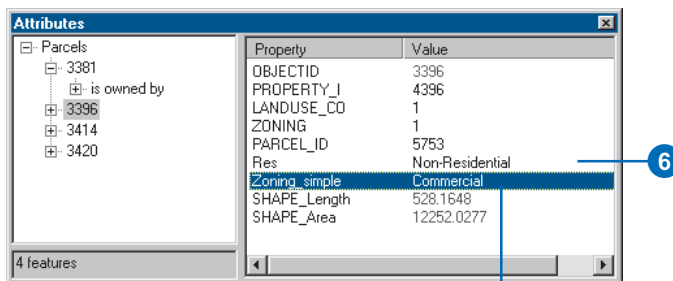 Attributes
Parcels
3381
is owned by
3396
3414
3420
4 features
Property Value
OBJECTID 3396
PROPERTY_I 4396
LANDUSE_CO 1
ZONING 1
PARCEL_ID 5753
Res Non-Residential
Zoning_simple Commercial
SHAPE_Length 528.1648
SHAPE_Area 12252.0277
6